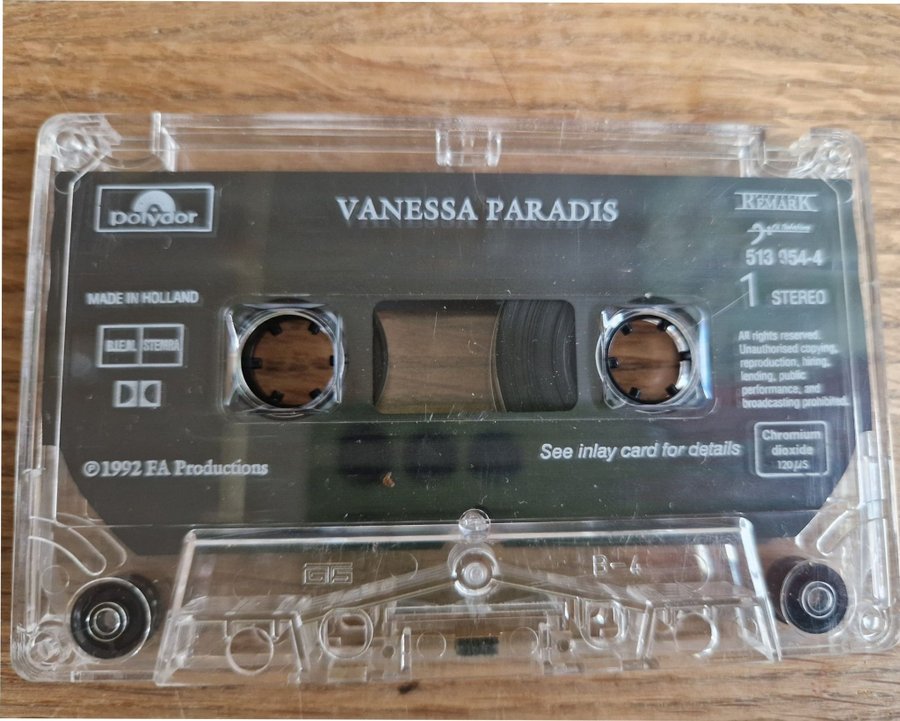 polydor
VANESSA PARADIS
REMARK
513 954-4
MADE IN HOLLAND
1 STEREO
B.I.E.M. STEMRA
All rights reserved.
Unauthorised copying,
reproduction, hiring,
lending, public
performance, and
broadcasting prohibited.
See inlay card for details
Chromium
dioxide
120 µS
℗1992 FA Productions
B-4